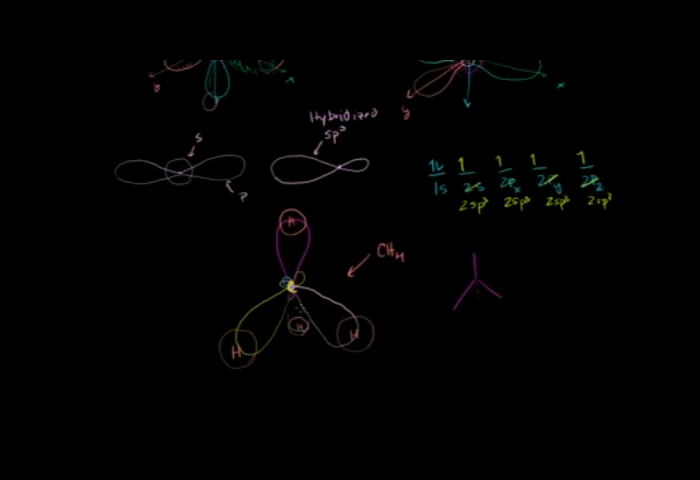 x
x
y
y
Hybridized
sp³
s
P
1s 2s 2px 2py 2pz
2sp³ 2sp³ 2sp³ 2sp³
H
CH4
H
H
H